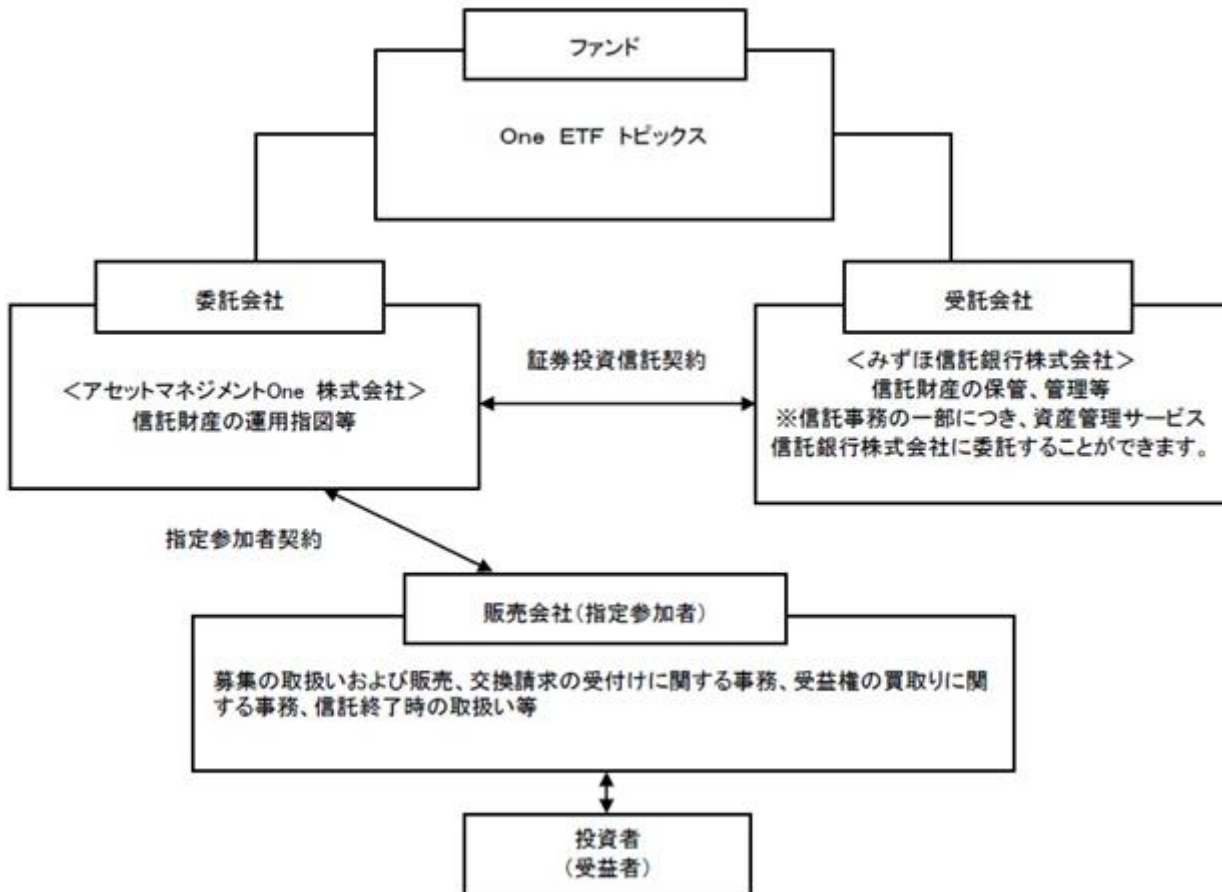 ファンド
One ETF トピックス
委託会社
受託会社
<アセットマネジメントOne 株式会社>
信託財産の運用指図等
証券投資信託契約
<みずほ信託銀行株式会社>
信託財産の保管、管理等
※信託事務の一部につき、資産管理サービス
信託銀行株式会社に委託することができます。
指定参加者契約
販売会社(指定参加者)
募集の取扱いおよび販売、交換請求の受付けに関する事務、受益権の買取りに関
する事務、信託終了時の取扱い等
投資者
(受益者)